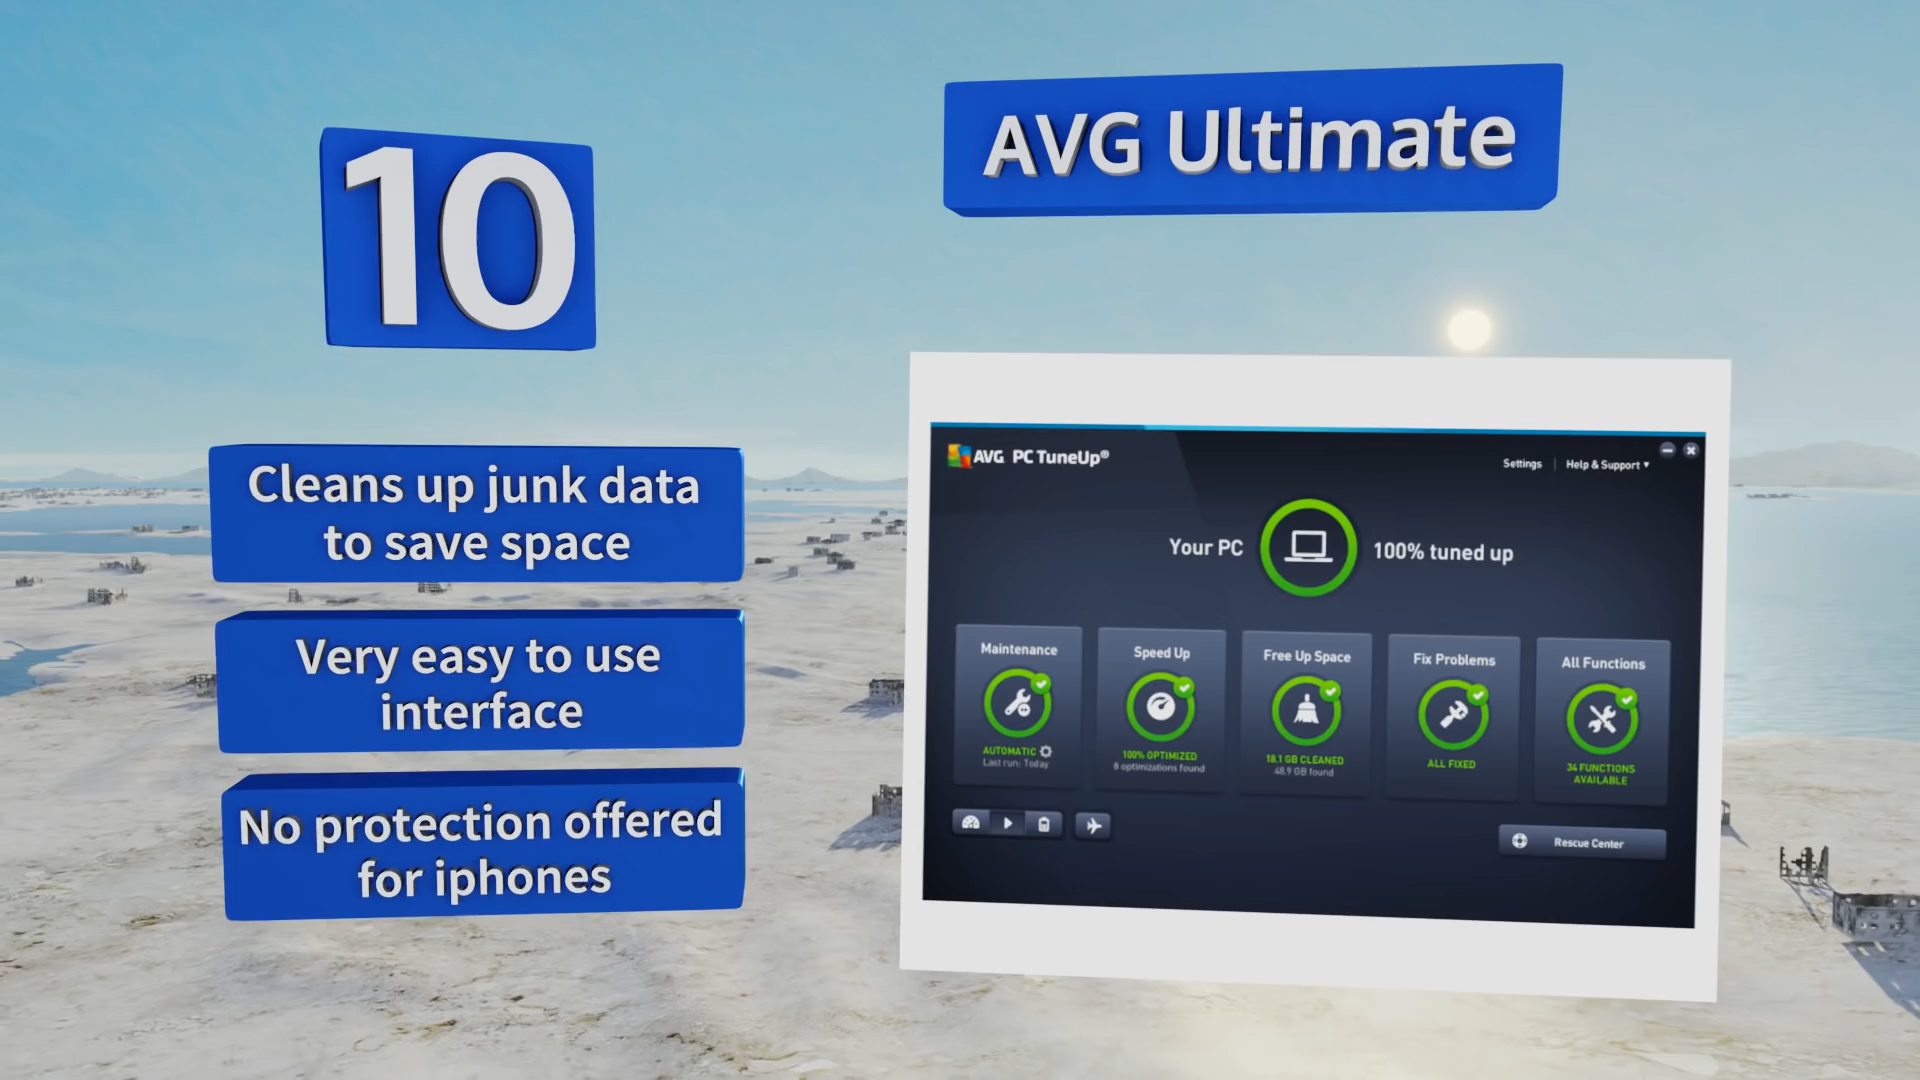 10
AVG Ultimate
Cleans up junk data
to save space
Very easy to use
interface
No protection offered
for iphones
AVG PC TuneUp®
Settings
Help & Support
Your PC
100% tuned up
Maintenance
AUTOMATIC
Last run: Today
Speed Up
100% OPTIMIZED
8 optimizations found
Free Up Space
18.1 GB CLEANED
48.9 GB found
Fix Problems
ALL FIXED
All Functions
34 FUNCTIONS
AVAILABLE
Rescue Center